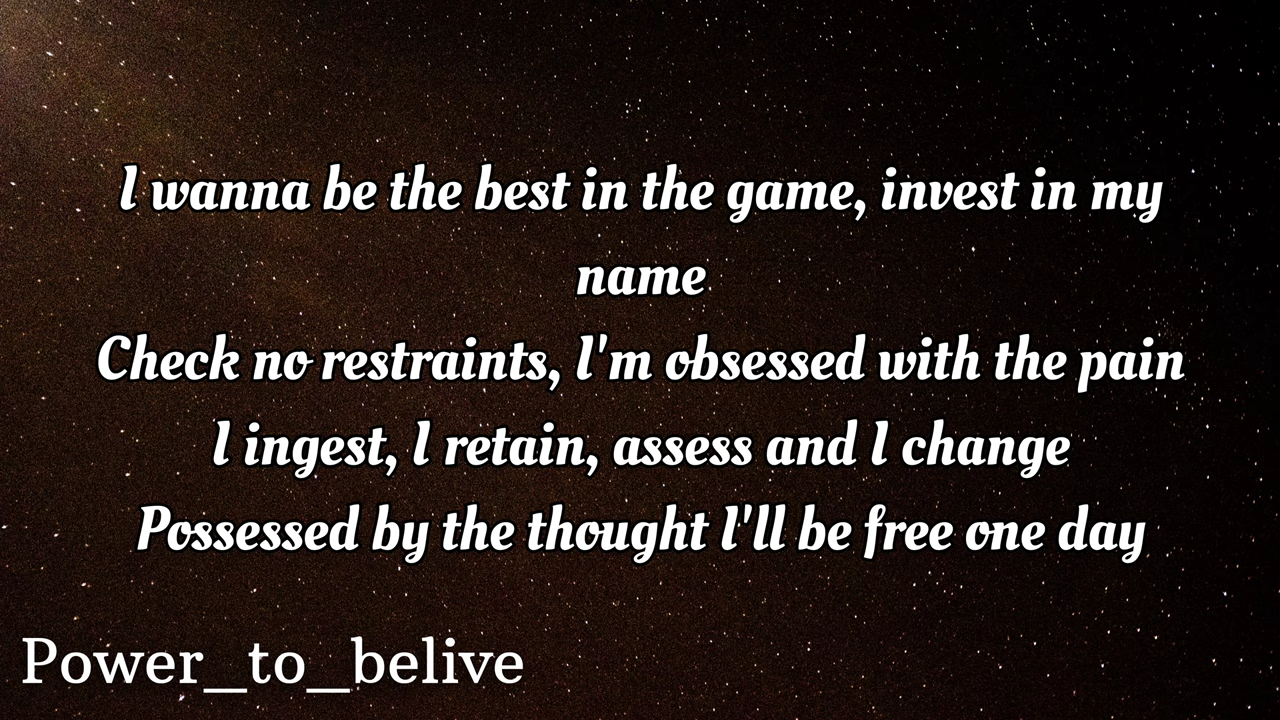 I wanna be the best in the game, invest in my
name
Check no restraints, I'm obsessed with the pain
I ingest, I retain, assess and I change
Possessed by the thought I'll be free one day
Power_to_belive